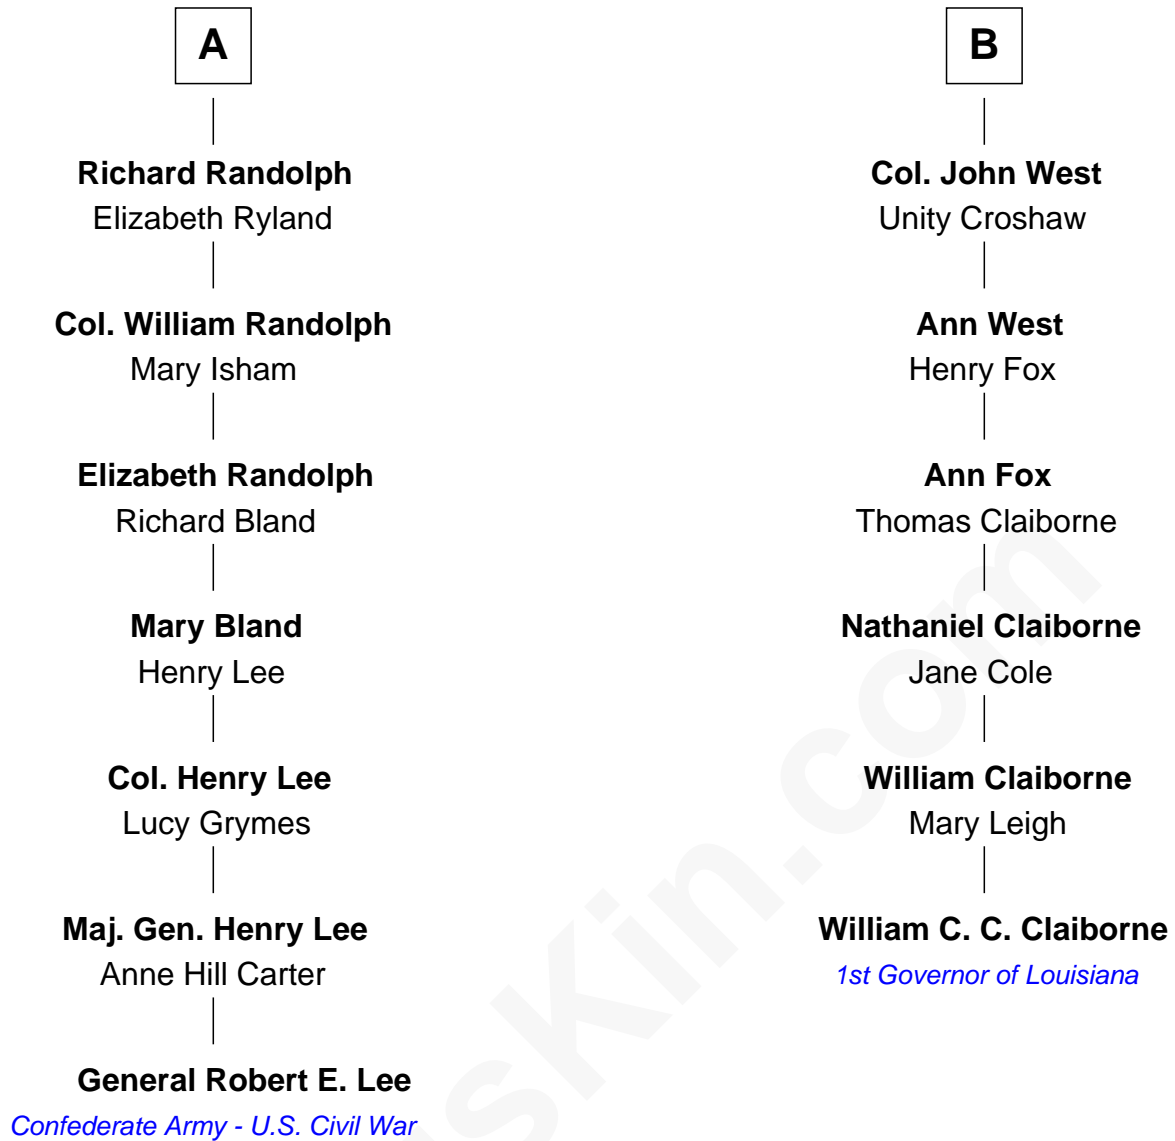 A
Richard Randolph
Elizabeth Ryland
Col. William Randolph
Mary Isham
Elizabeth Randolph
Richard Bland
Mary Bland
Henry Lee
Col. Henry Lee
Lucy Grymes
Maj. Gen. Henry Lee
Anne Hill Carter
General Robert E. Lee
Confederate Army - U.S. Civil War
B
Col. John West
Unity Croshaw
Ann West
Henry Fox
Ann Fox
Thomas Claiborne
Nathaniel Claiborne
Jane Cole
William Claiborne
Mary Leigh
William C. C. Claiborne
1st Governor of Louisiana